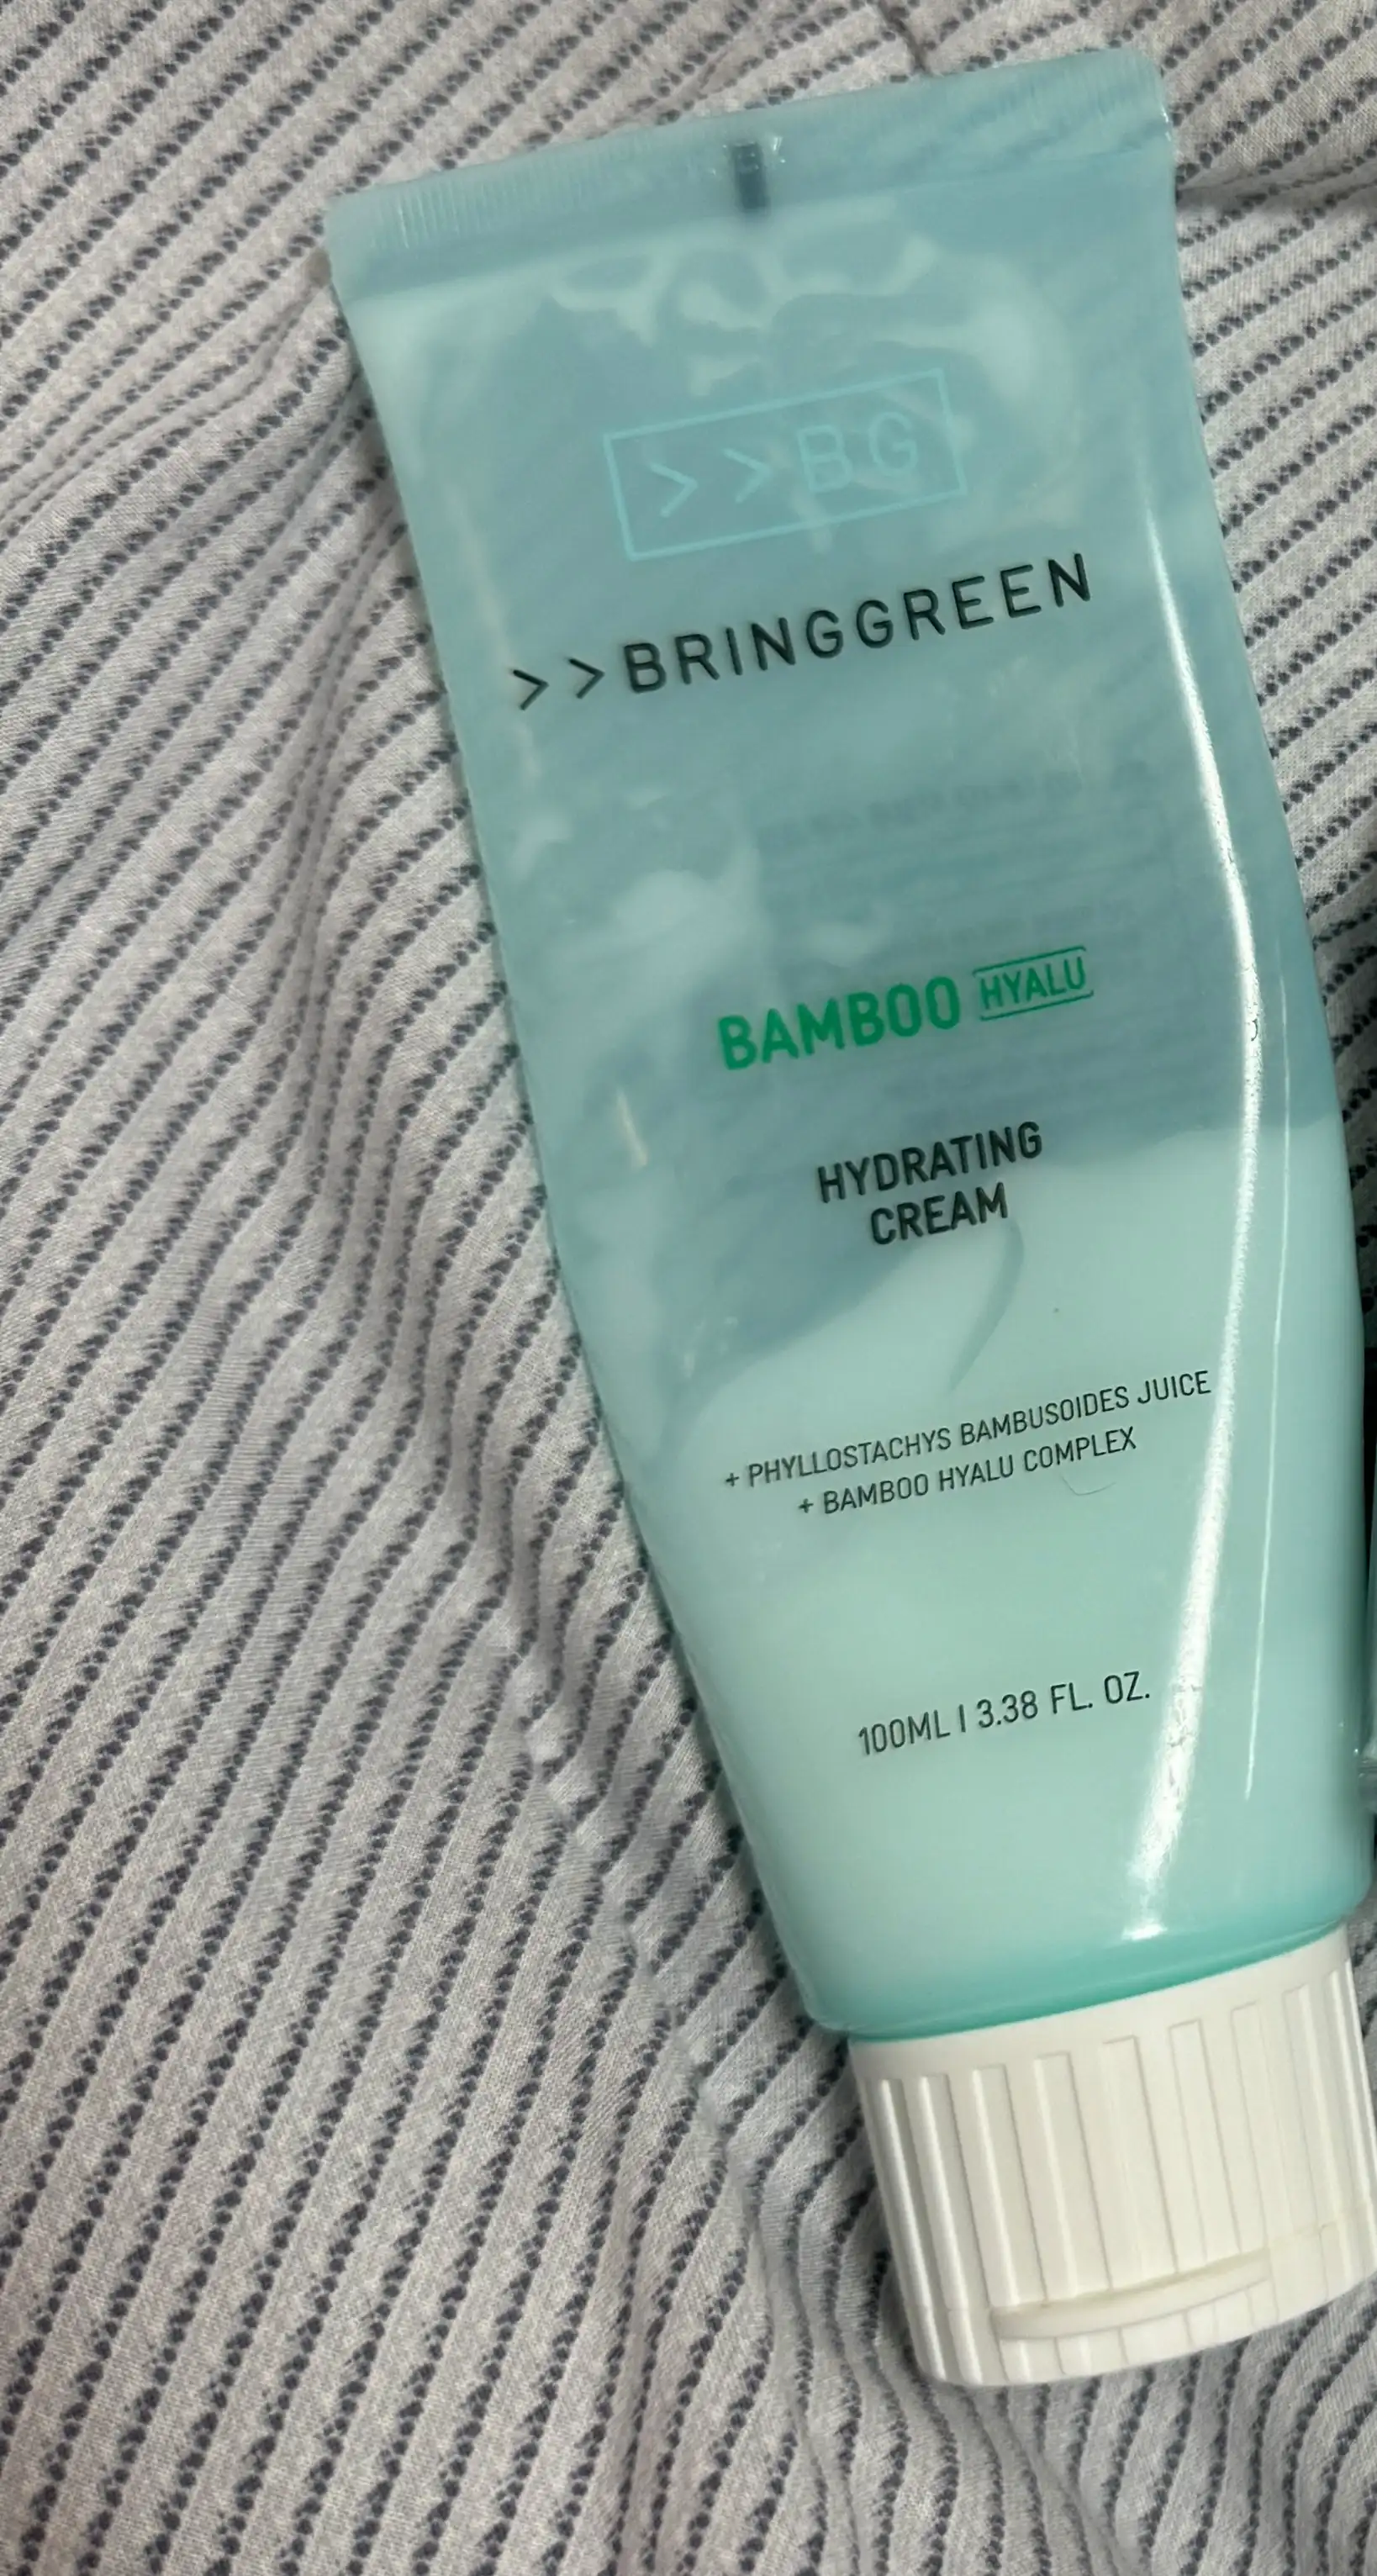 >>BG
>>BRINGGREEN
BAMBOO HYALU
HYDRATING
CREAM
+ PHYLLOSTACHYS BAMBUSOIDES JUICE
+ BAMBOO HYALU COMPLEX
100ML | 3.38 FL. OZ.